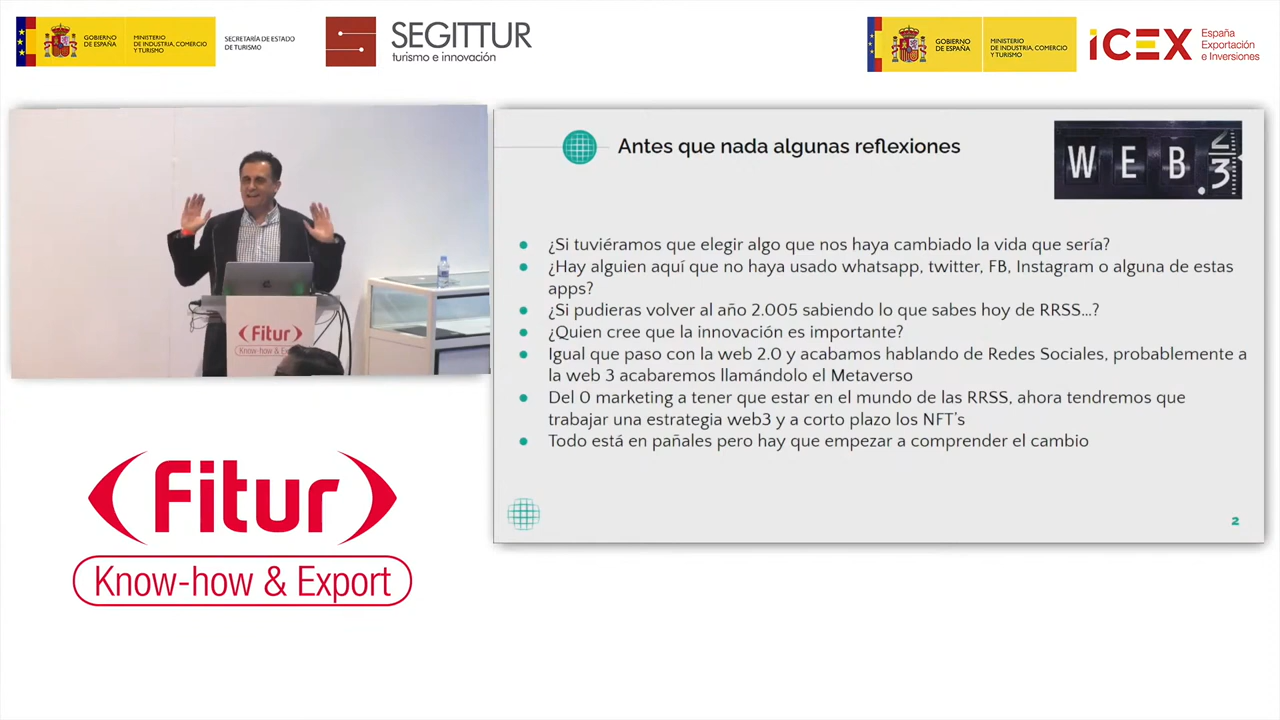 GOBIERNO
DE ESPAÑA
MINISTERIO
DE INDUSTRIA, COMERCIO
Y TURISMO
SECRETARÍA DE ESTADO
DE TURISMO
SEGITTUR
turismo e innovación
GOBIERNO
DE ESPAÑA
MINISTERIO
DE INDUSTRIA, COMERCIO
Y TURISMO
iCEX
España
Exportación
e Inversiones
Antes que nada algunas reflexiones
WEB.3
¿Si tuviéramos que elegir algo que nos haya cambiado la vida que sería?
¿Hay alguien aquí que no haya usado whatsapp, twitter, FB, Instagram o alguna de estas
apps?
¿Si pudieras volver al año 2.005 sabiendo lo que sabes hoy de RRSS...?
¿Quien cree que la innovación es importante?
Igual que paso con la web 2.0 y acabamos hablando de Redes Sociales, probablemente a
la web 3 acabaremos llamándolo el Metaverso
Del 0 marketing a tener que estar en el mundo de las RRSS, ahora tendremos que
trabajar una estrategia web3 y a corto plazo los NFT's
Todo está en pañales pero hay que empezar a comprender el cambio
2
Fitur
Know-how & Export
Fitur
Know-how & Export